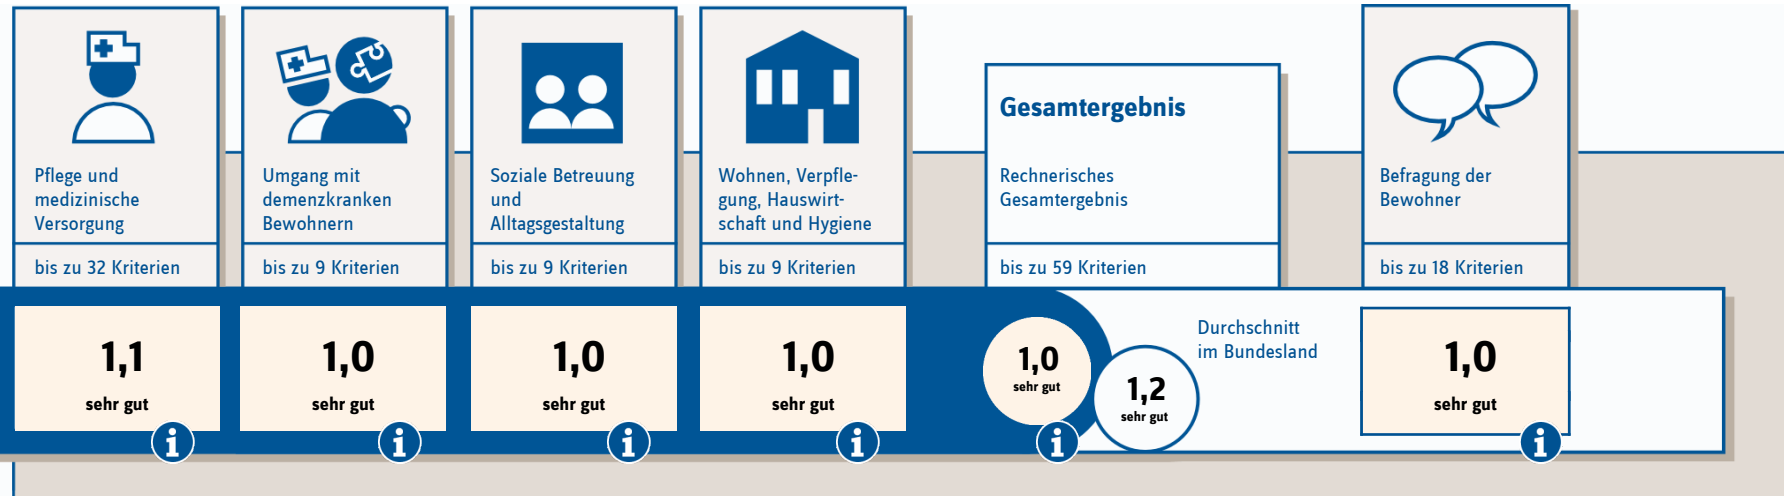 Pflege und
medizinische
Versorgung
bis zu 32 Kriterien
1,1
sehr gut
i
Umgang mit
demenzkranken
Bewohnern
bis zu 9 Kriterien
1,0
sehr gut
i
Soziale Betreuung
und
Alltagsgestaltung
bis zu 9 Kriterien
1,0
sehr gut
i
Wohnen, Verpfle-
gung, Hauswirt-
schaft und Hygiene
bis zu 9 Kriterien
1,0
sehr gut
i
Gesamtergebnis
Rechnerisches
Gesamtergebnis
bis zu 59 Kriterien
1,0
sehr gut
i
1,2
sehr gut
Durchschnitt
im Bundesland
Befragung der
Bewohner
bis zu 18 Kriterien
1,0
sehr gut
i